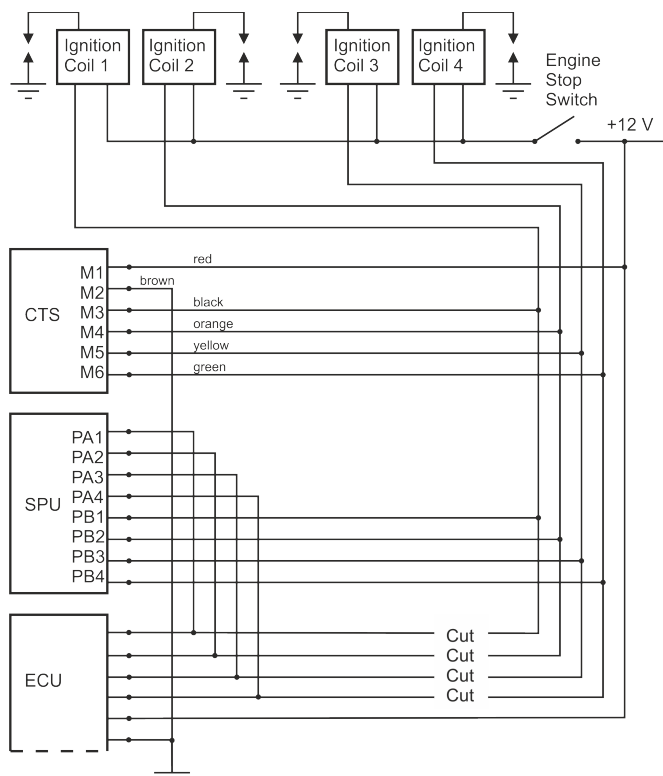 Ignition
Coil 1
Ignition
Coil 2
Ignition
Coil 3
Ignition
Coil 4
Engine
Stop
Switch
+12 V
CTS
M1
M2
M3
M4
M5
M6
red
brown
black
orange
yellow
green
SPU
PA1
PA2
PA3
PA4
PB1
PB2
PB3
PB4
ECU
Cut
Cut
Cut
Cut